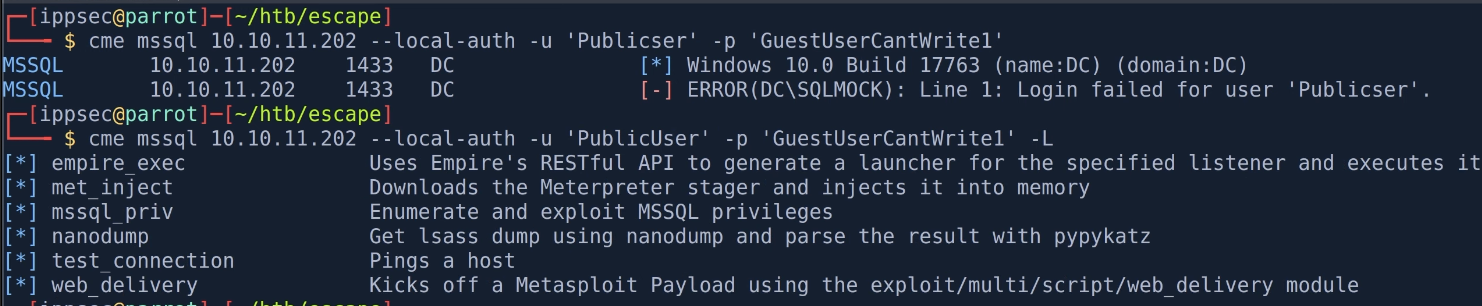 ┌─[ippsec@parrot]─[~/htb/escape]
└──╼ $ cme mssql 10.10.11.202 --local-auth -u 'Publicser' -p 'GuestUserCantWrite1'
MSSQL 10.10.11.202 1433 DC [*] Windows 10.0 Build 17763 (name:DC) (domain:DC)
MSSQL 10.10.11.202 1433 DC [-] ERROR(DC\SQLMOCK): Line 1: Login failed for user 'Publicser'.
┌─[ippsec@parrot]─[~/htb/escape]
└──╼ $ cme mssql 10.10.11.202 --local-auth -u 'PublicUser' -p 'GuestUserCantWrite1' -L
[*] empire_exec Uses Empire's RESTful API to generate a launcher for the specified listener and executes it
[*] met_inject Downloads the Meterpreter stager and injects it into memory
[*] mssql_priv Enumerate and exploit MSSQL privileges
[*] nanodump Get lsass dump using nanodump and parse the result with pypykatz
[*] test_connection Pings a host
[*] web_delivery Kicks off a Metasploit Payload using the exploit/multi/script/web_delivery module
┌─[ippsec@parrot]─[~/htb/escape]